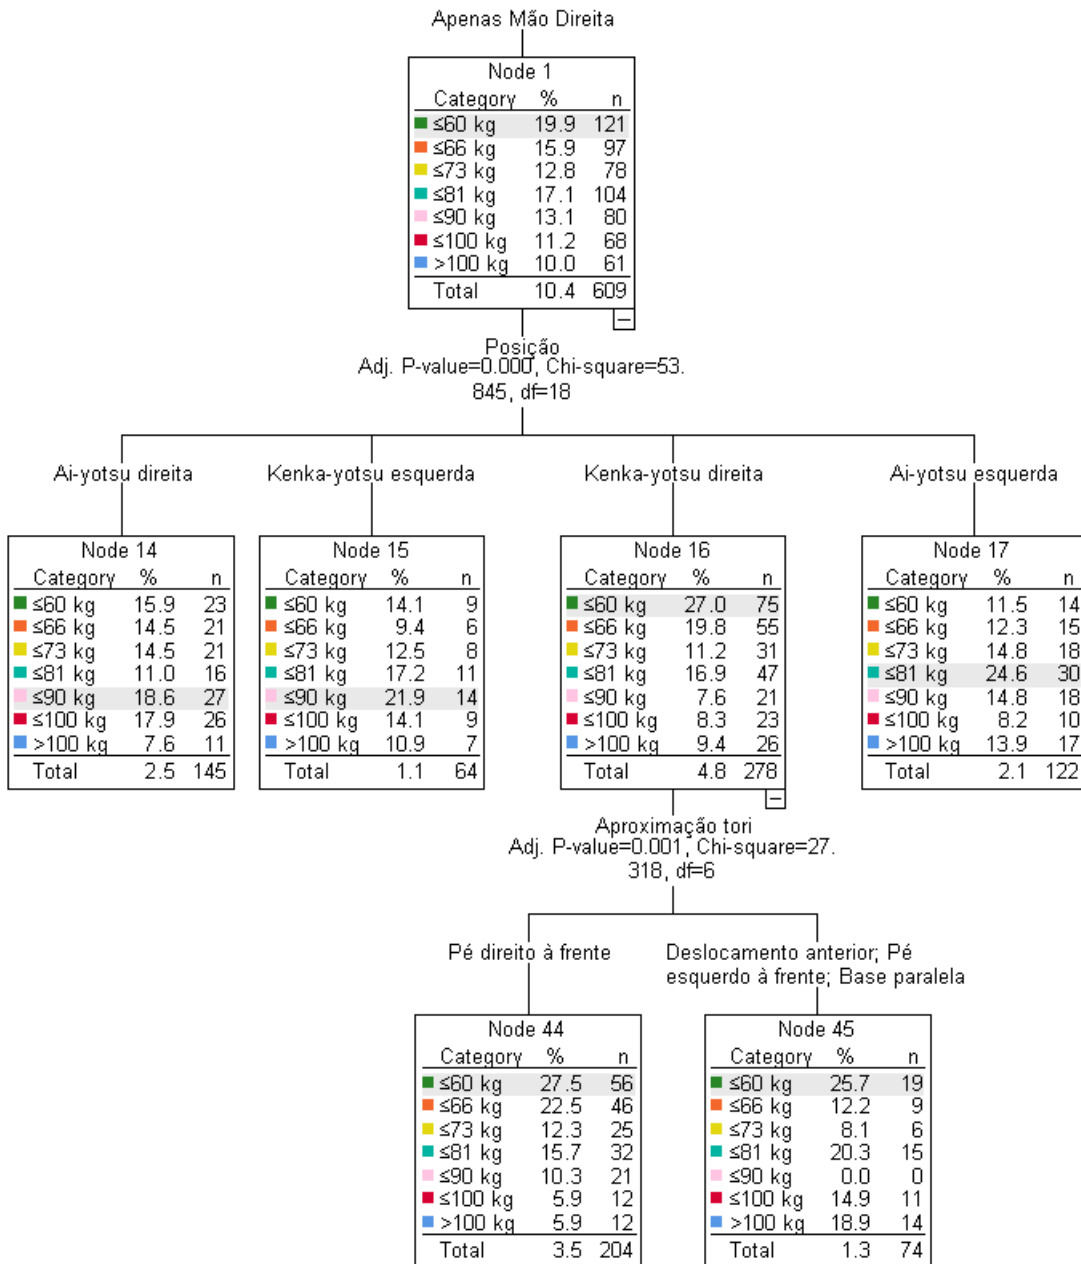 Apenas Mão Direita
Node 1
Category % n
≤60 kg 19.9 121
≤66 kg 15.9 97
≤73 kg 12.8 78
≤81 kg 17.1 104
≤90 kg 13.1 80
≤100 kg 11.2 68
>100 kg 10.0 61
Total 10.4 609
Posição
Adj. P-value=0.000, Chi-square=53.
845, df=18
Ai-yotsu direita
Node 14
Category % n
≤60 kg 15.9 23
≤66 kg 14.5 21
≤73 kg 14.5 21
≤81 kg 11.0 16
≤90 kg 18.6 27
≤100 kg 17.9 26
>100 kg 7.6 11
Total 2.5 145
Kenka-yotsu esquerda
Node 15
Category % n
≤60 kg 14.1 9
≤66 kg 9.4 6
≤73 kg 12.5 8
≤81 kg 17.2 11
≤90 kg 21.9 14
≤100 kg 14.1 9
>100 kg 10.9 7
Total 1.1 64
Kenka-yotsu direita
Node 16
Category % n
≤60 kg 27.0 75
≤66 kg 19.8 55
≤73 kg 11.2 31
≤81 kg 16.9 47
≤90 kg 7.6 21
≤100 kg 8.3 23
>100 kg 9.4 26
Total 4.8 278
Ai-yotsu esquerda
Node 17
Category % n
≤60 kg 11.5 14
≤66 kg 12.3 15
≤73 kg 14.8 18
≤81 kg 24.6 30
≤90 kg 14.8 18
≤100 kg 8.2 10
>100 kg 13.9 17
Total 2.1 122
Aproximação tori
Adj. P-value=0.001, Chi-square=27.
318, df=6
Pé direito à frente
Node 44
Category % n
≤60 kg 27.5 56
≤66 kg 22.5 46
≤73 kg 12.3 25
≤81 kg 15.7 32
≤90 kg 10.3 21
≤100 kg 5.9 12
>100 kg 5.9 12
Total 3.5 204
Deslocamento anterior; Pé
esquerdo à frente; Base paralela
Node 45
Category % n
≤60 kg 25.7 19
≤66 kg 12.2 9
≤73 kg 8.1 6
≤81 kg 20.3 15
≤90 kg 0.0 0
≤100 kg 14.9 11
>100 kg 18.9 14
Total 1.3 74